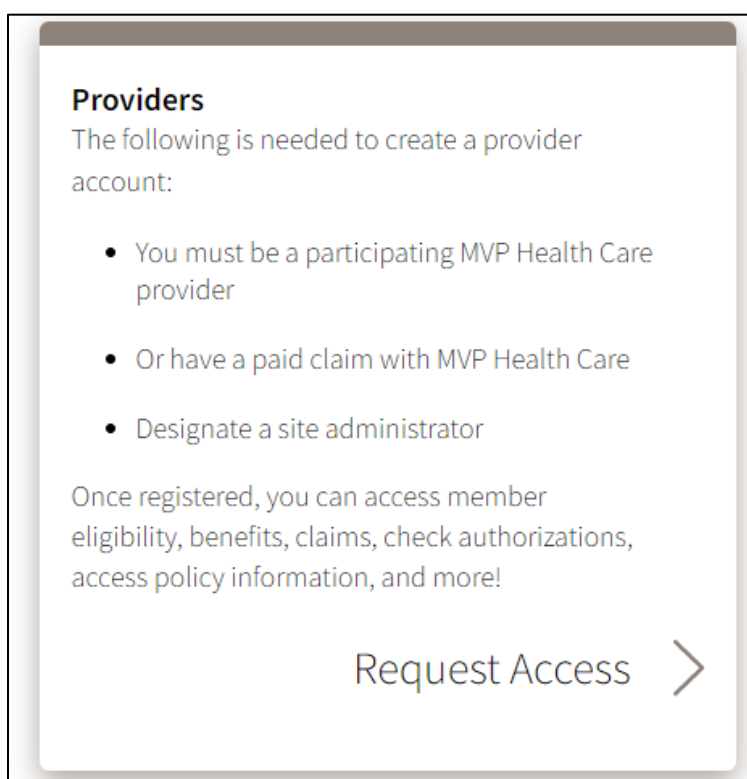 Providers
The following is needed to create a provider
account:
• You must be a participating MVP Health Care
provider
• Or have a paid claim with MVP Health Care
• Designate a site administrator
Once registered, you can access member
eligibility, benefits, claims, check authorizations,
access policy information, and more!
Request Access